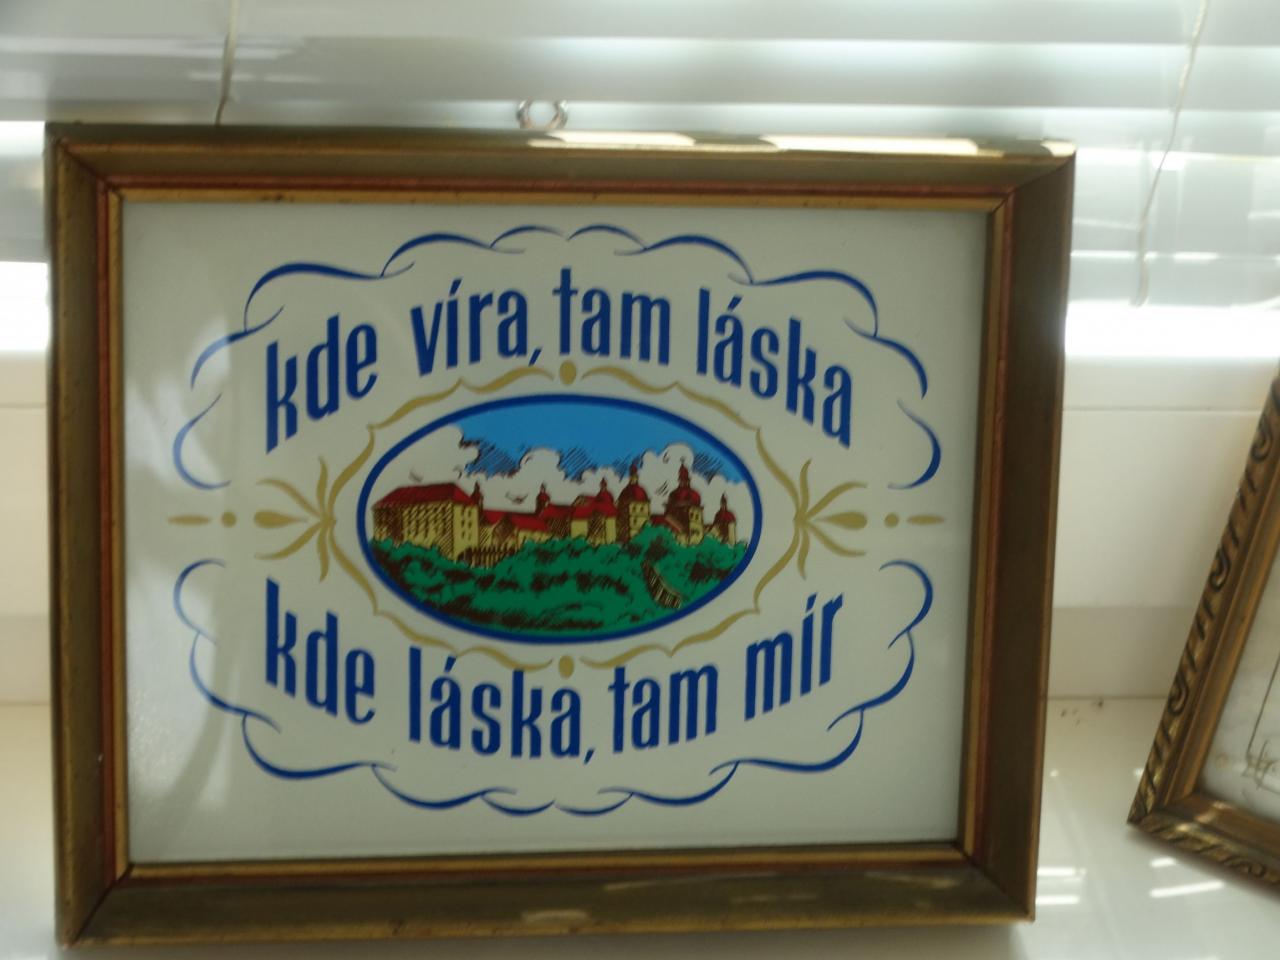 kde víra, tam láska
kde láska, tam mír